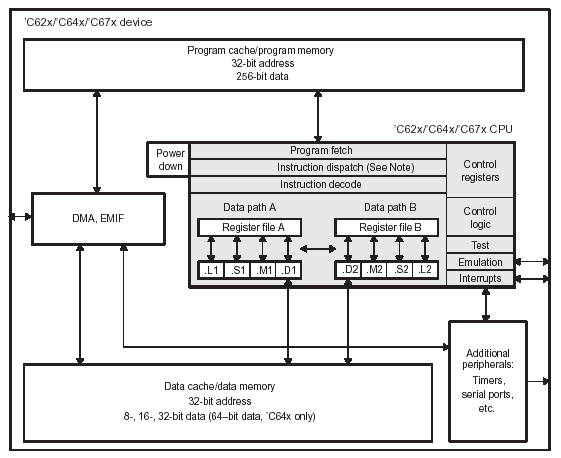 'C62x/'C64x/'C67x device
Program cache/program memory
32-bit address
256-bit data
'C62x/'C64x/'C67x CPU
Power
down
Program fetch
Instruction dispatch (See Note)
Instruction decode
Control
registers
DMA, EMIF
Data path A
Data path B
Register file A
Register file B
Control
logic
Test
Emulation
Interrupts
.L1 .S1 .M1 .D1
.D2 .M2 .S2 .L2
Additional
peripherals:
Timers,
serial ports,
etc.
Data cache/data memory
32-bit address
8-, 16-, 32-bit data (64–bit data, 'C64x only)